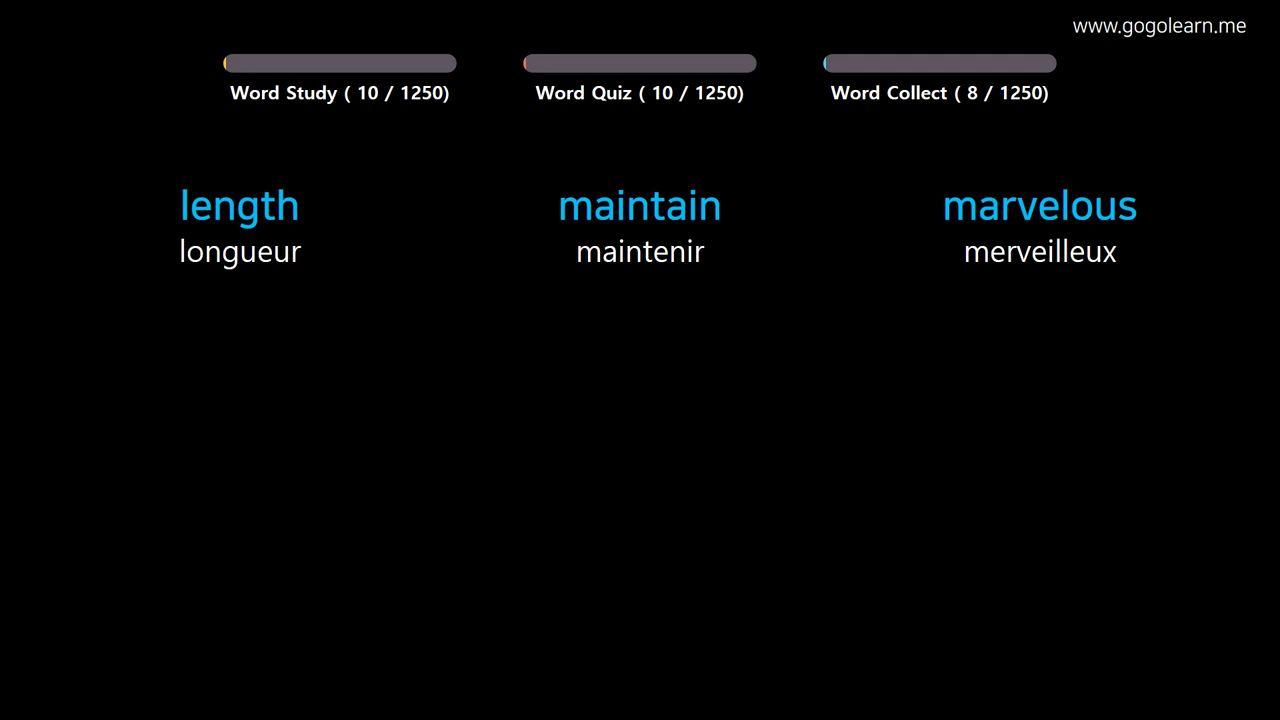 www.gogolearn.me
Word Study ( 10 / 1250)
Word Quiz ( 10 / 1250)
Word Collect ( 8 / 1250)
length
longueur
maintain
maintenir
marvelous
merveilleux